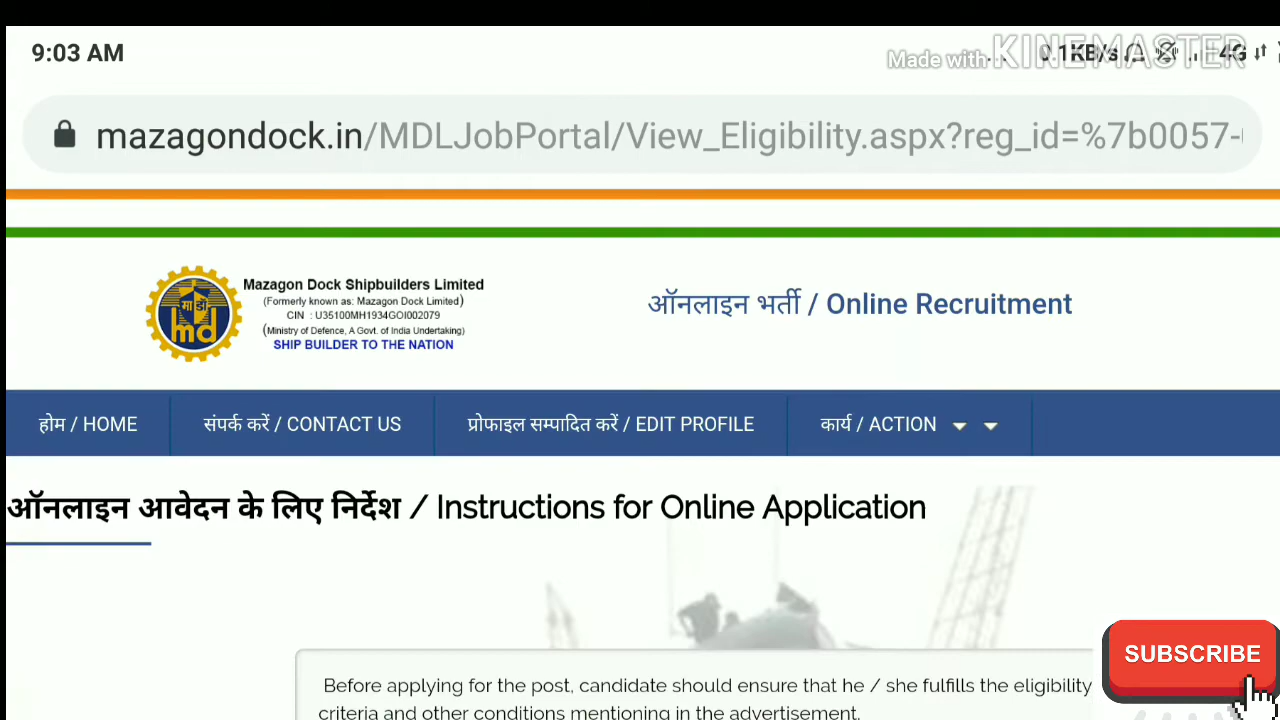 9:03 AM
Made with KINEMASTER
0.1KB/s 4G
mazagondock.in/MDLJobPortal/View_Eligibility.aspx?reg_id=%7b0057-
माडॉ
md
Mazagon Dock Shipbuilders Limited
(Formerly known as: Mazagon Dock Limited)
CIN : U35100MH1934GOI002079
(Ministry of Defence, A Govt. of India Undertaking)
SHIP BUILDER TO THE NATION
ऑनलाइन भर्ती / Online Recruitment
होम / HOME
संपर्क करें / CONTACT US
प्रोफाइल सम्पादित करें / EDIT PROFILE
कार्य / ACTION
ऑनलाइन आवेदन के लिए निर्देश / Instructions for Online Application
Before applying for the post, candidate should ensure that he / she fulfills the eligibility
criteria and other conditions mentioning in the advertisement.
SUBSCRIBE